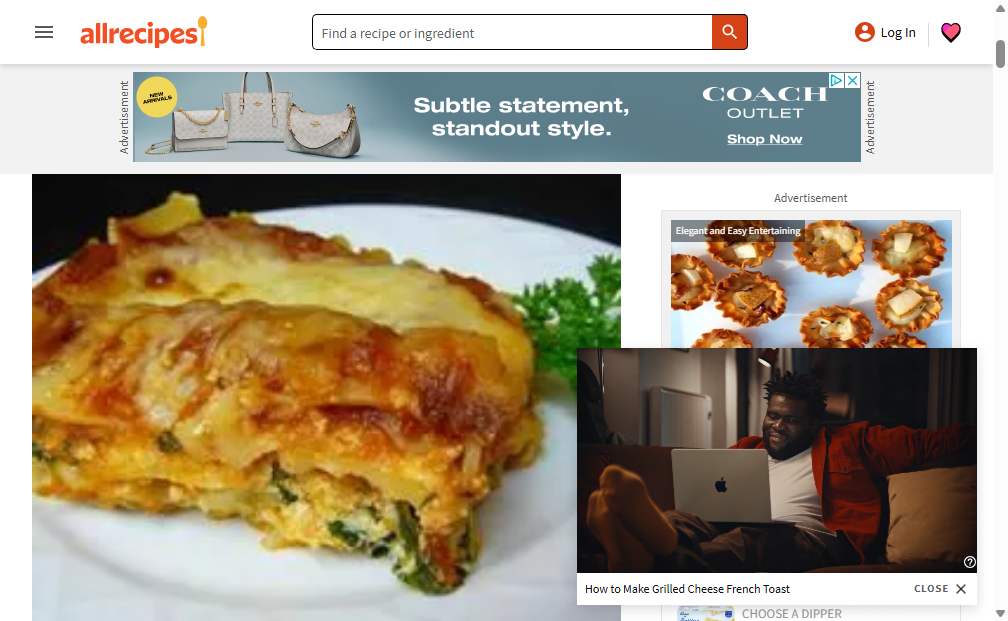 allrecipes
Find a recipe or ingredient
Log In
Advertisement
NEW
ARRIVALS
Subtle statement,
standout style.
COACH
OUTLET
Shop Now
Advertisement
Advertisement
Elegant and Easy Entertaining
How to Make Grilled Cheese French Toast
CLOSE
CHOOSE A DIPPER